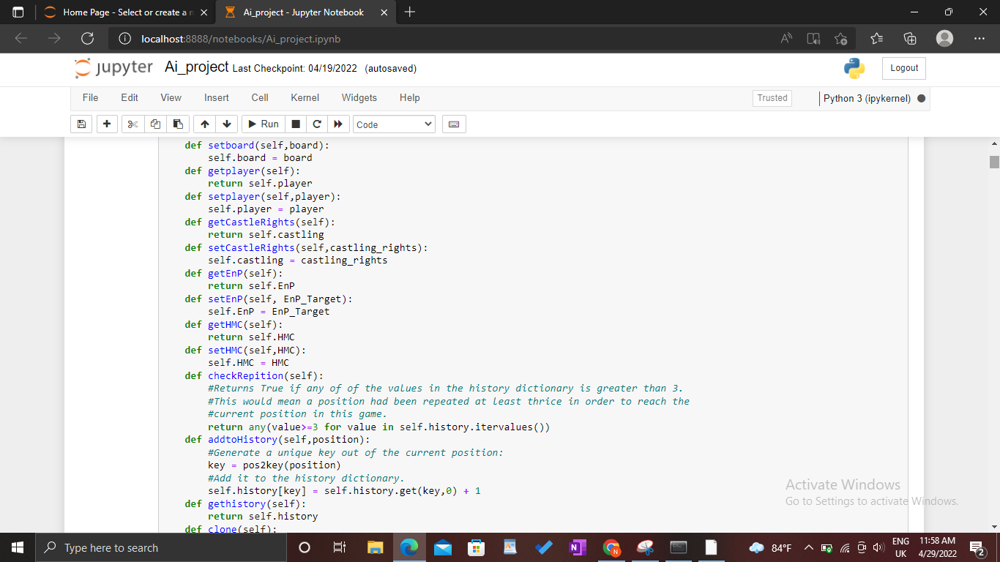 Home Page - Select or create a n
Ai_project - Jupyter Notebook
localhost:8888/notebooks/Ai_project.ipynb
jupyter Ai_project Last Checkpoint: 04/19/2022 (autosaved)
Logout
File Edit View Insert Cell Kernel Widgets Help
Trusted
Python 3 (ipykernel)
Run
Code
def setboard(self,board):
self.board = board
def getplayer(self):
return self.player
def setplayer(self,player):
self.player = player
def getCastleRights(self):
return self.castling
def setCastleRights(self,castling_rights):
self.castling = castling_rights
def getEnP(self):
return self.EnP
def setEnP(self, EnP_Target):
self.EnP = EnP_Target
def getHMC(self):
return self.HMC
def setHMC(self,HMC):
self.HMC = HMC
def checkRepition(self):
#Returns True if any of of the values in the history dictionary is greater than 3.
#This would mean a position had been repeated at least thrice in order to reach the
#current position in this game.
return any(value>=3 for value in self.history.itervalues())
def addtoHistory(self,position):
#Generate a unique key out of the current position:
key = pos2key(position)
#Add it to the history dictionary.
self.history[key] = self.history.get(key,0) + 1
def gethistory(self):
return self.history
def clone(self):
Activate Windows
Go to Settings to activate Windows.
Type here to search
84°F
ENG
UK
11:58 AM
4/29/2022
2